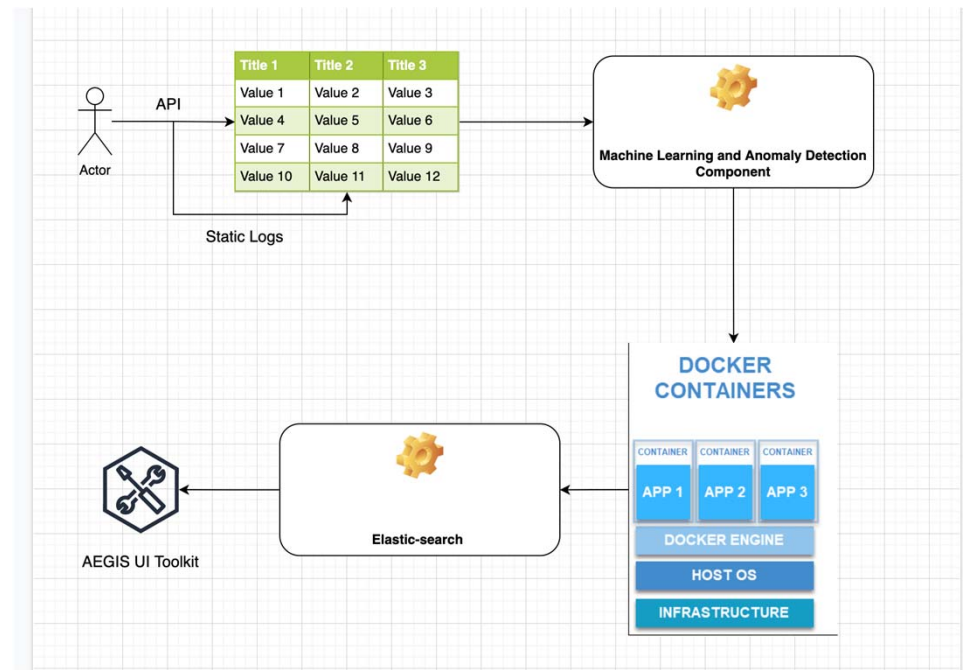 API
Actor
Title 1 Title 2 Title 3
Value 1 Value 2 Value 3
Value 4 Value 5 Value 6
Value 7 Value 8 Value 9
Value 10 Value 11 Value 12
Static Logs
Machine Learning and Anomaly Detection
Component
DOCKER
CONTAINERS
CONTAINER CONTAINER CONTAINER
APP 1 APP 2 APP 3
DOCKER ENGINE
HOST OS
INFRASTRUCTURE
Elastic-search
AEGIS UI Toolkit